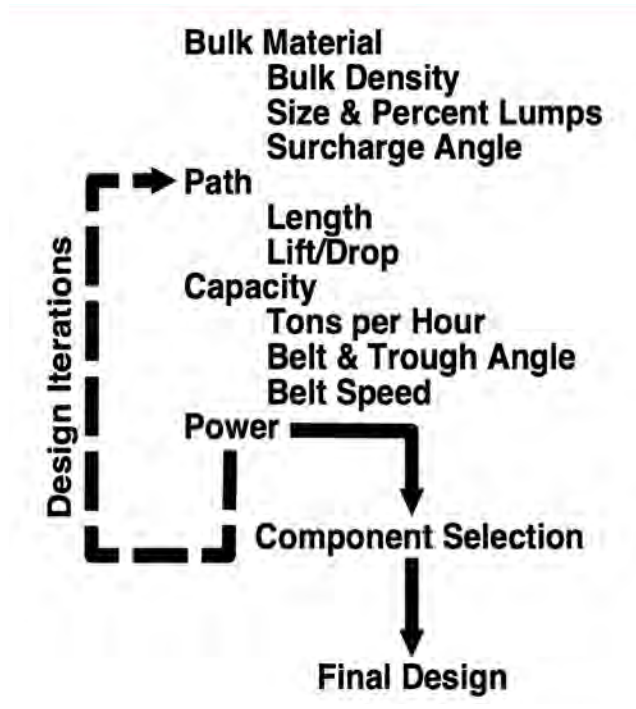 Bulk Material
Bulk Density
Size & Percent Lumps
Surcharge Angle
Path
Length
Lift/Drop
Capacity
Tons per Hour
Belt & Trough Angle
Belt Speed
Power
Design Iterations
Component Selection
Final Design